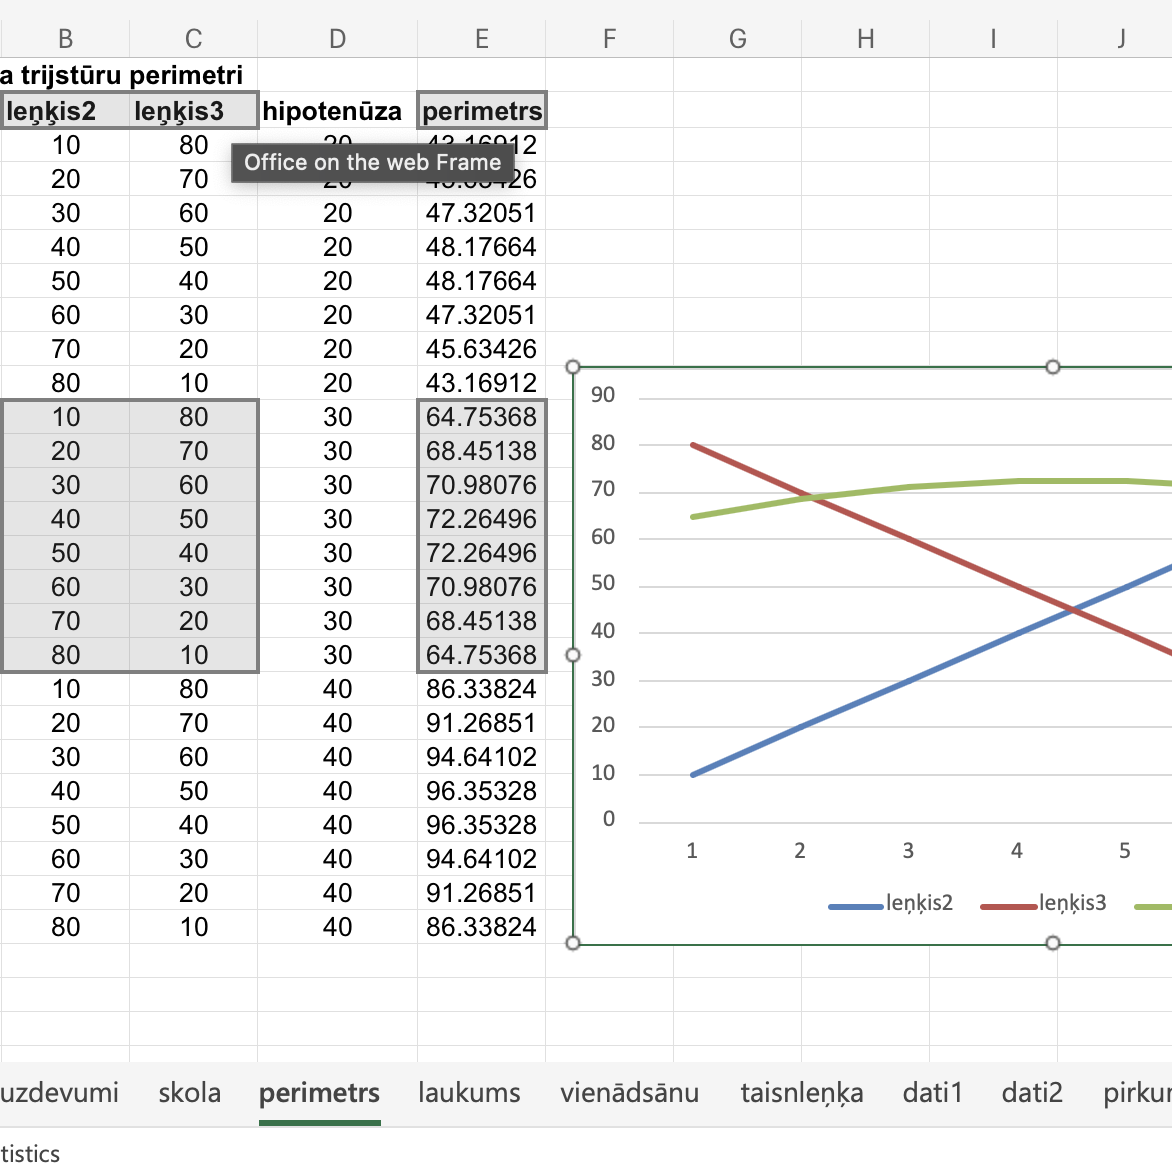 B C D E F G H I J
a trijstūru perimetri
leņķis2 leņķis3 hipotenūza perimetrs
10 80
Office on the web Frame
20 70
30 60 20 47.32051
40 50 20 48.17664
50 40 20 48.17664
60 30 20 47.32051
70 20 20 45.63426
80 10 20 43.16912
10 80 30 64.75368
20 70 30 68.45138
30 60 30 70.98076
40 50 30 72.26496
50 40 30 72.26496
60 30 30 70.98076
70 20 30 68.45138
80 10 30 64.75368
10 80 40 86.33824
20 70 40 91.26851
30 60 40 94.64102
40 50 40 96.35328
50 40 40 96.35328
60 30 40 94.64102
70 20 40 91.26851
80 10 40 86.33824
90
80
70
60
50
40
30
20
10
0
1 2 3 4 5
leņķis2 leņķis3
uzdevumi skola perimetrs laukums vienādsānu taisnleņķa dati1 dati2 pirkum
tistics